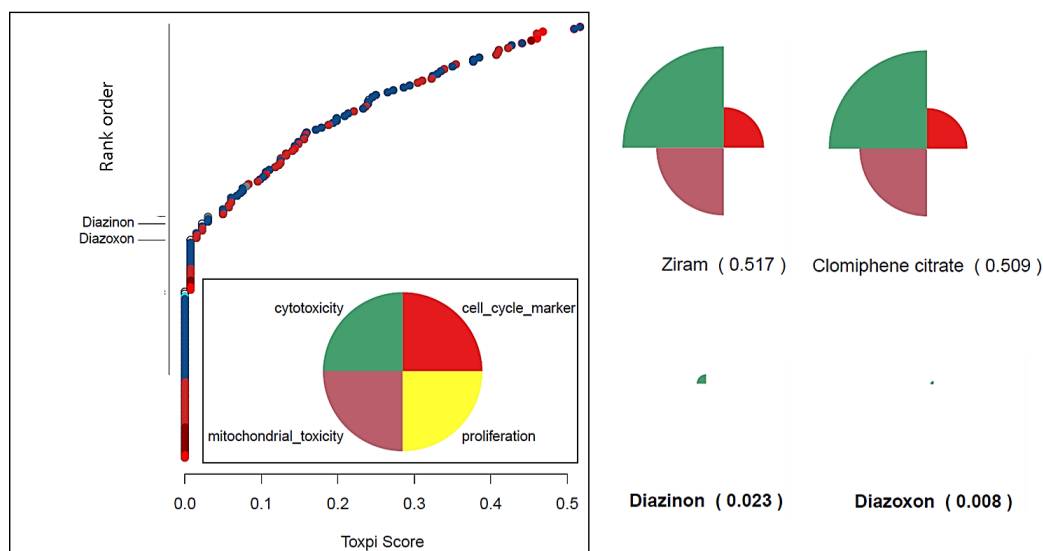 Rank order
Diazinon
Diazoxon
cytotoxicity
cell_cycle_marker
mitochondrial_toxicity
proliferation
0.0 0.1 0.2 0.3 0.4 0.5
Toxpi Score
Ziram ( 0.517 )
Clomiphene citrate ( 0.509 )
Diazinon ( 0.023 )
Diazoxon ( 0.008 )